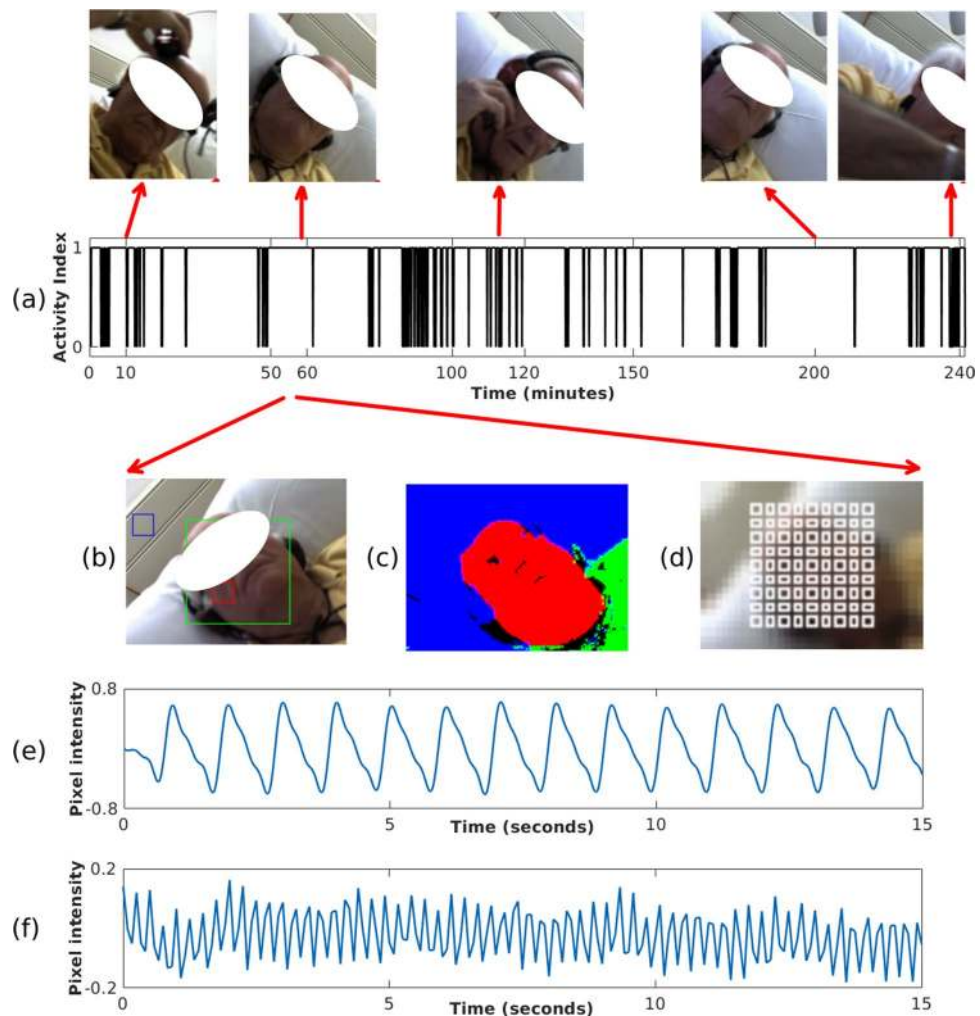 (a)
Activity Index
1
0
0 10 50 60 100 120 150 200 240
Time (minutes)
(b)
(c)
(d)
(e)
Pixel intensity
0.8
-0.8
0 5 10 15
Time (seconds)
(f)
Pixel intensity
0.2
-0.2
0 5 10 15
Time (seconds)